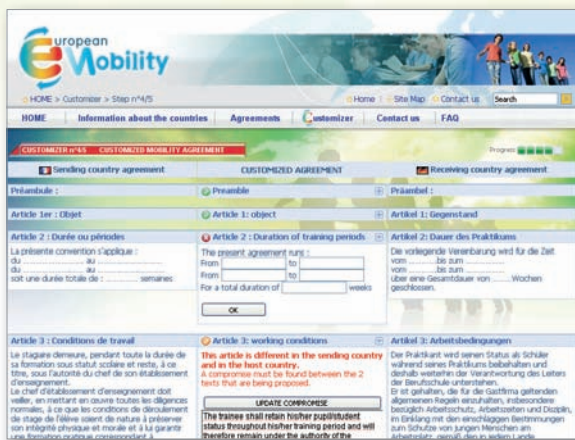 European
Mobility
HOME > Customizer > Step n°4/5
Home
Site Map
Contact us
Search
HOME
Information about the countries
Agreements
Customizer
Contact us
FAQ
CUSTOMIZER n°4/5 CUSTOMIZED MOBILITY AGREEMENT
Progress
Sending country agreement
CUSTOMIZED AGREEMENT
Receiving country agreement
Préambule :
Preamble
Präambel :
Article 1er : Objet
Article 1: object
Artikel 1: Gegenstand
Article 2 : Durée ou périodes
La présente convention s'applique :
du ... au ...
du ... au ...
soit une durée totale de : ... semaines
Article 2 : Duration of training periods
The present agreement runs :
From to
From to
For a total duration of weeks
OK
Artikel 2: Dauer des Praktikums
Die vorliegende Vereinbarung wird für die Zeit
vom ... bis zum ...
vom ... bis zum ...
über eine Gesamtdauer von ... Wochen
geschlossen.
Article 3 : Conditions de travail
Le stagiaire demeure, pendant toute la durée de
sa formation sous statut scolaire et reste, à ce
titre, sous l'autorité du chef de son établissement
d'enseignement.
Le chef d'établissement d'enseignement doit
veiller, en mettant en œuvre toutes les diligences
normales, à ce que les conditions de déroulement
de stage de l'élève soient de nature à préserver
son intégrité physique et morale et à lui garantir
une formation pratique correspondant à
Article 3: working conditions
This article is different in the sending country
and in the host country.
A compromise must be found between the 2
texts that are being proposed.
UPDATE COMPROMISE
The trainee shall retain his/her pupil/student
status throughout his/her training period and will
therefore remain under the authority of the
Artikel 3: Arbeitsbedingungen
Der Praktikant wird seinen Status als Schüler
während seines Praktikums beibehalten und
deshalb weiterhin der Verantwortung des Leiters
der Berufsschule unterstehen.
Er ist gehalten, die für die Gastfirma geltenden
allgemeinen Regeln einzuhalten, insbesondere
bezüglich Arbeitsschutz, Arbeitszeiten und Disziplin,
im Einklang mit den einschlägigen Bestimmungen
zum Schutze von jungen Menschen am
Arbeitsplatz, gemäß den in jedem Lande